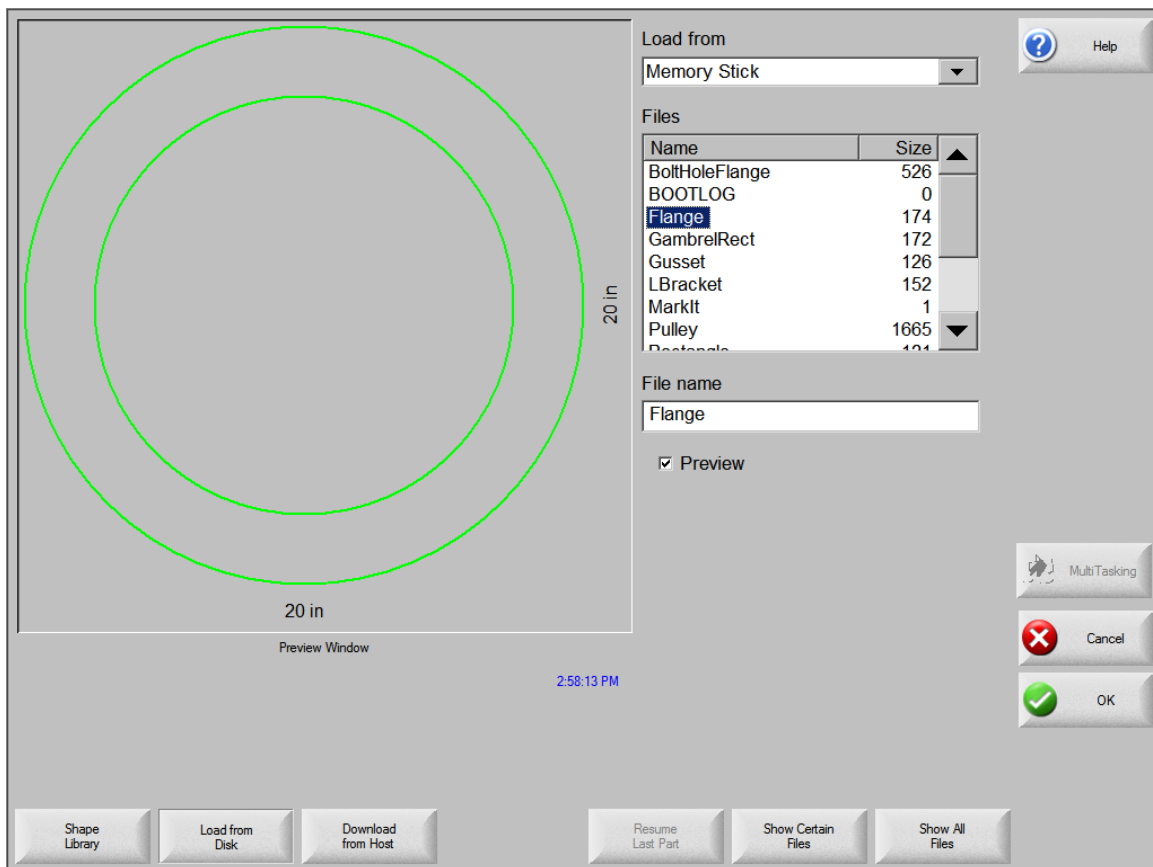 Load from
Memory Stick
Help
Files
Name Size
BoltHoleFlange 526
BOOTLOG 0
Flange 174
GambrelRect 172
Gusset 126
LBracket 152
MarkIt 1
Pulley 1665
Rectangle 121
20 in
File name
Flange
Preview
20 in
Preview Window
2:58:13 PM
MultiTasking
Cancel
OK
Shape
Library
Load from
Disk
Download
from Host
Resume
Last Part
Show Certain
Files
Show All
Files